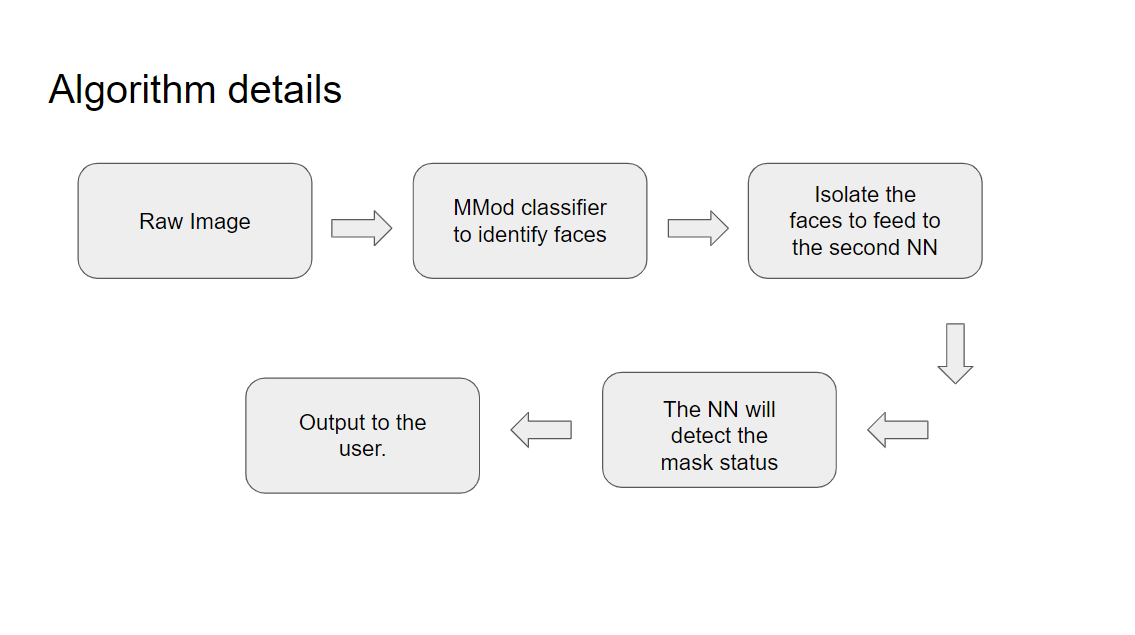 Algorithm details
Raw Image
MMod classifier
to identify faces
Isolate the
faces to feed to
the second NN
The NN will
detect the
mask status
Output to the
user.